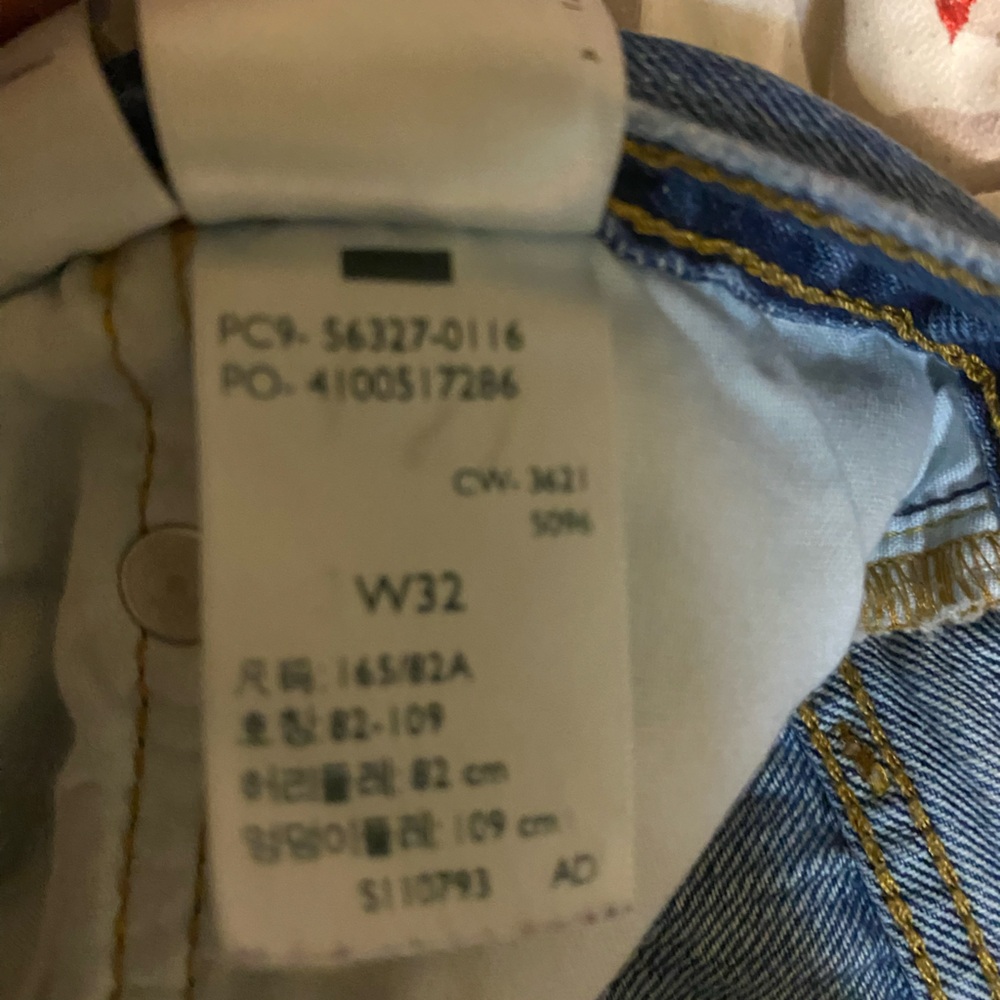 PC9- 56327-0116
PO- 4100517286
CW- 3621
5096
W32
尺码: 165/82A
호칭: 82-109
허리둘레: 82 cm
엉덩이둘레: 109 cm
S110793 AD